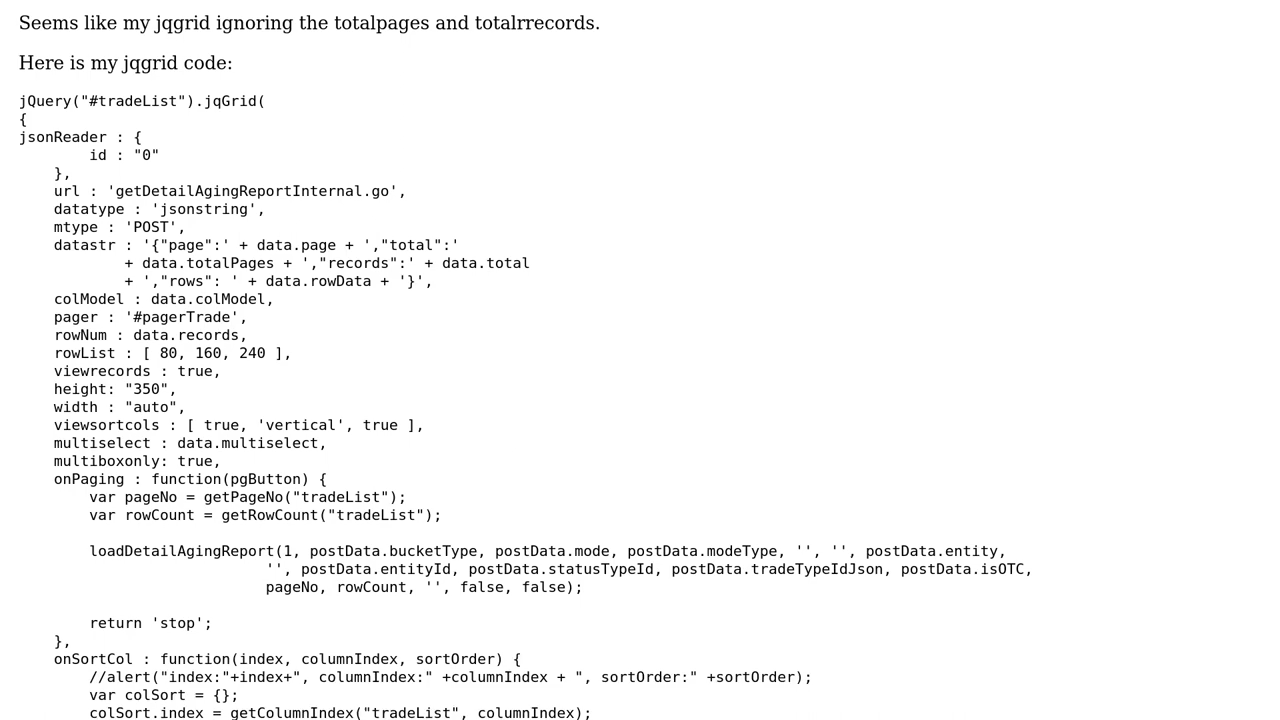 Seems like my jqgrid ignoring the totalpages and totalrrecords.
Here is my jqgrid code:
jQuery("#tradeList").jqGrid(
{
jsonReader : {
        id : "0"
    },
    url : 'getDetailAgingReportInternal.go',
    datatype : 'jsonstring',
    mtype : 'POST',
    datastr : '{"page":' + data.page + ',"total":'
            + data.totalPages + ',"records":' + data.total
            + ',"rows": ' + data.rowData + '}',
    colModel : data.colModel,
    pager : '#pagerTrade',
    rowNum : data.records,
    rowList : [ 80, 160, 240 ],
    viewrecords : true,
    height: "350",
    width : "auto",
    viewsortcols : [ true, 'vertical', true ],
    multiselect : data.multiselect,
    multiboxonly: true,
    onPaging : function(pgButton) {
        var pageNo = getPageNo("tradeList");
        var rowCount = getRowCount("tradeList");
        loadDetailAgingReport(1, postData.bucketType, postData.mode, postData.modeType, '', '', postData.entity,
                            '', postData.entityId, postData.statusTypeId, postData.tradeTypeIdJson, postData.isOTC,
                            pageNo, rowCount, '', false, false);
        return 'stop';
    },
    onSortCol : function(index, columnIndex, sortOrder) {
        //alert("index:"+index+", columnIndex:" +columnIndex + ", sortOrder:" +sortOrder);
        var colSort = {};
        colSort.index = getColumnIndex("tradeList", columnIndex);